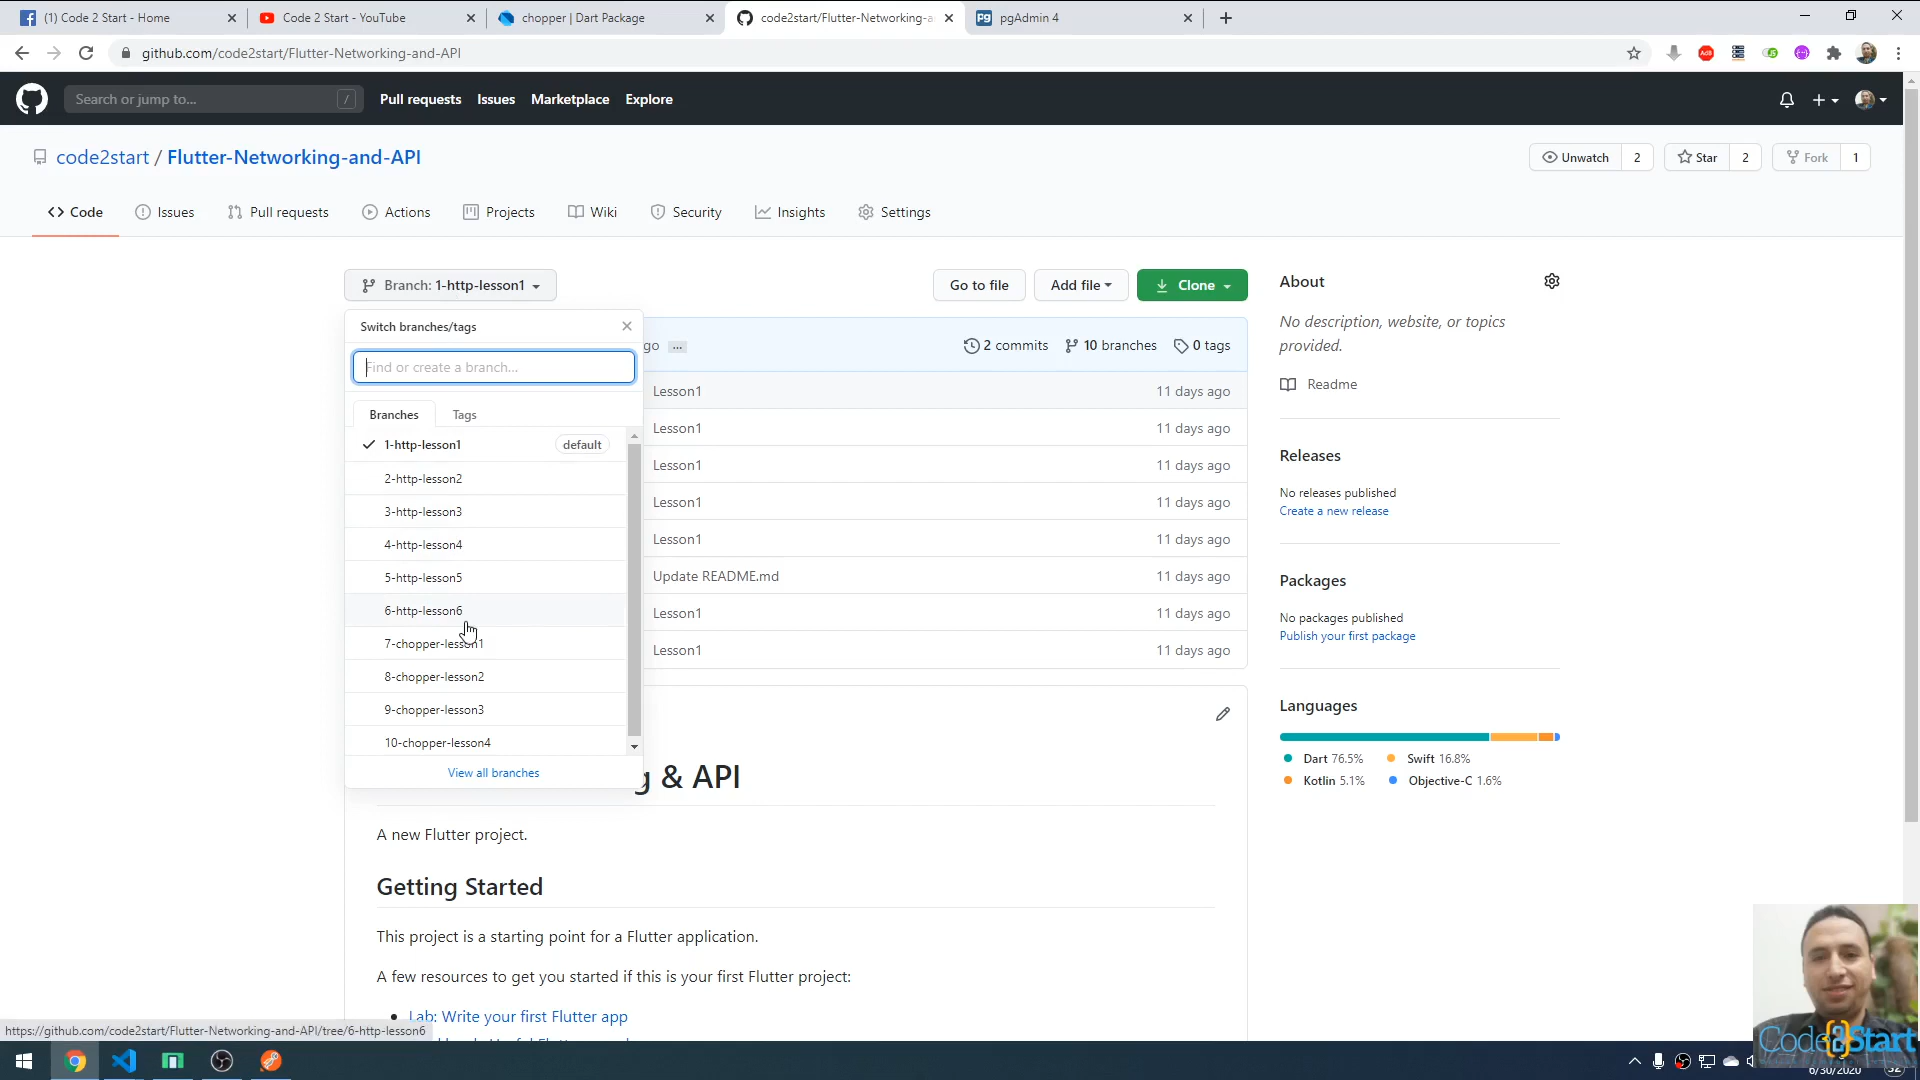 (1) Code 2 Start - Home
Code 2 Start - YouTube
chopper | Dart Package
code2start/Flutter-Networking-a
pgAdmin 4
github.com/code2start/Flutter-Networking-and-API
Search or jump to...
/
Pull requests
Issues
Marketplace
Explore
code2start / Flutter-Networking-and-API
Unwatch 2
Star 2
Fork 1
Code
Issues
Pull requests
Actions
Projects
Wiki
Security
Insights
Settings
Branch: 1-http-lesson1
Go to file
Add file
Clone
Switch branches/tags
Find or create a branch...
Branches
Tags
1-http-lesson1 default
2-http-lesson2
3-http-lesson3
4-http-lesson4
5-http-lesson5
6-http-lesson6
7-chopper-lesson1
8-chopper-lesson2
9-chopper-lesson3
10-chopper-lesson4
View all branches
go ...
2 commits
10 branches
0 tags
Lesson1 11 days ago
Lesson1 11 days ago
Lesson1 11 days ago
Lesson1 11 days ago
Lesson1 11 days ago
Update README.md 11 days ago
Lesson1 11 days ago
Lesson1 11 days ago
g & API
A new Flutter project.
Getting Started
This project is a starting point for a Flutter application.
A few resources to get you started if this is your first Flutter project:
Lab: Write your first Flutter app
About
No description, website, or topics
provided.
Readme
Releases
No releases published
Create a new release
Packages
No packages published
Publish your first package
Languages
Dart 76.5%
Swift 16.8%
Kotlin 5.1%
Objective-C 1.6%
https://github.com/code2start/Flutter-Networking-and-API/tree/6-http-lesson6
Code{2}Start
6/30/2020
32